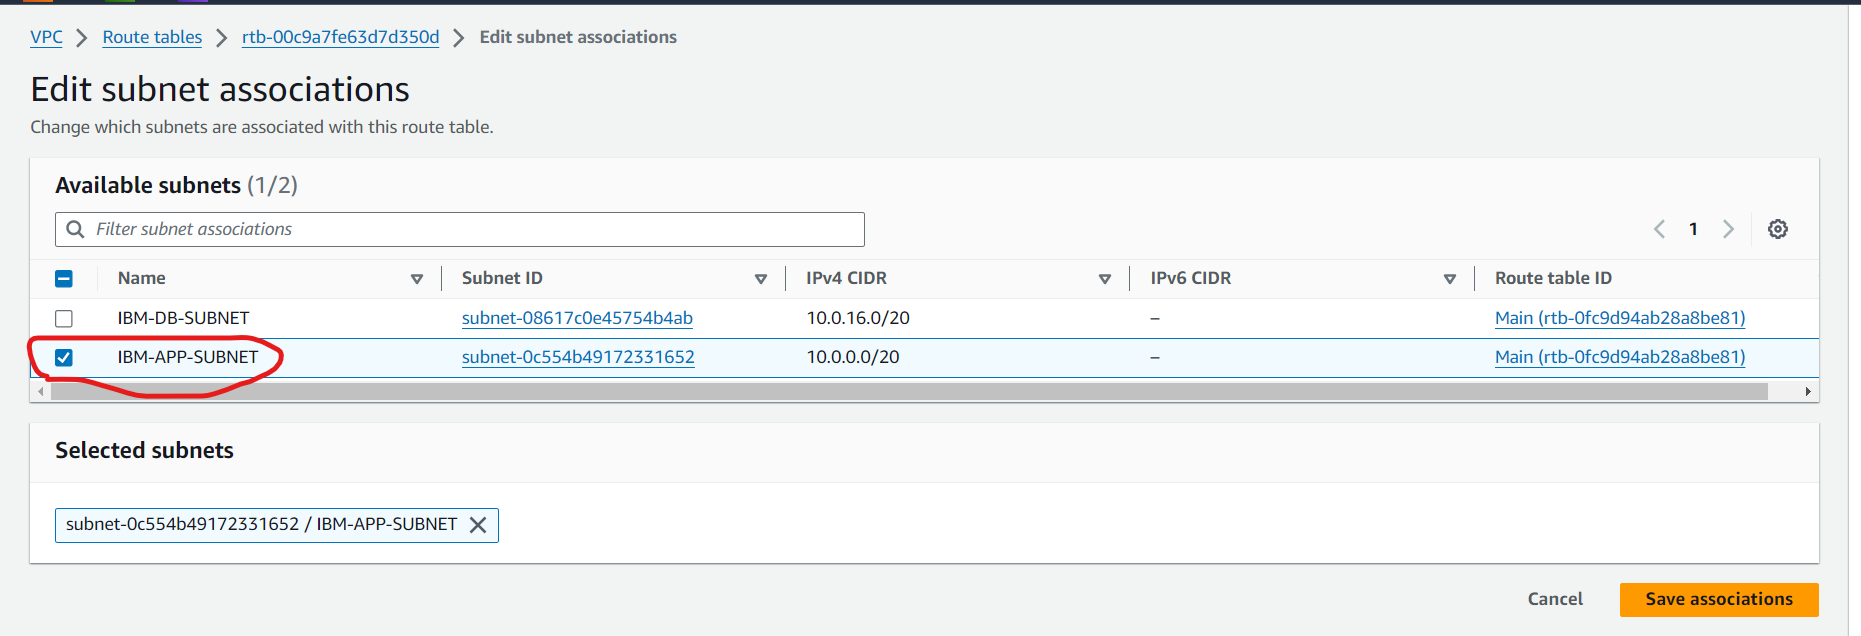 VPC > Route tables > rtb-00c9a7fe63d7d350d > Edit subnet associations
Edit subnet associations
Change which subnets are associated with this route table.
Available subnets (1/2)
Filter subnet associations
1
Name Subnet ID IPv4 CIDR IPv6 CIDR Route table ID
IBM-DB-SUBNET subnet-08617c0e45754b4ab 10.0.16.0/20 – Main (rtb-0fc9d94ab28a8be81)
IBM-APP-SUBNET subnet-0c554b49172331652 10.0.0.0/20 – Main (rtb-0fc9d94ab28a8be81)
Selected subnets
subnet-0c554b49172331652 / IBM-APP-SUBNET
Cancel Save associations